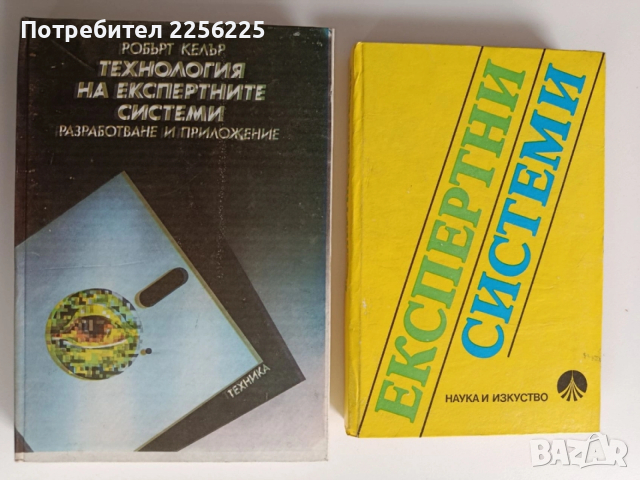 Потребител 2256225
РОБЪРТ КЕЛЪР
ТЕХНОЛОГИЯ
НА ЕКСПЕРТНИТЕ
СИСТЕМИ
РАЗРАБОТВАНЕ И ПРИЛОЖЕНИЕ
ТЕХНИКА
ЕКСПЕРТНИ
СИСТЕМИ
НАУКА И ИЗКУСТВО
BAZAR